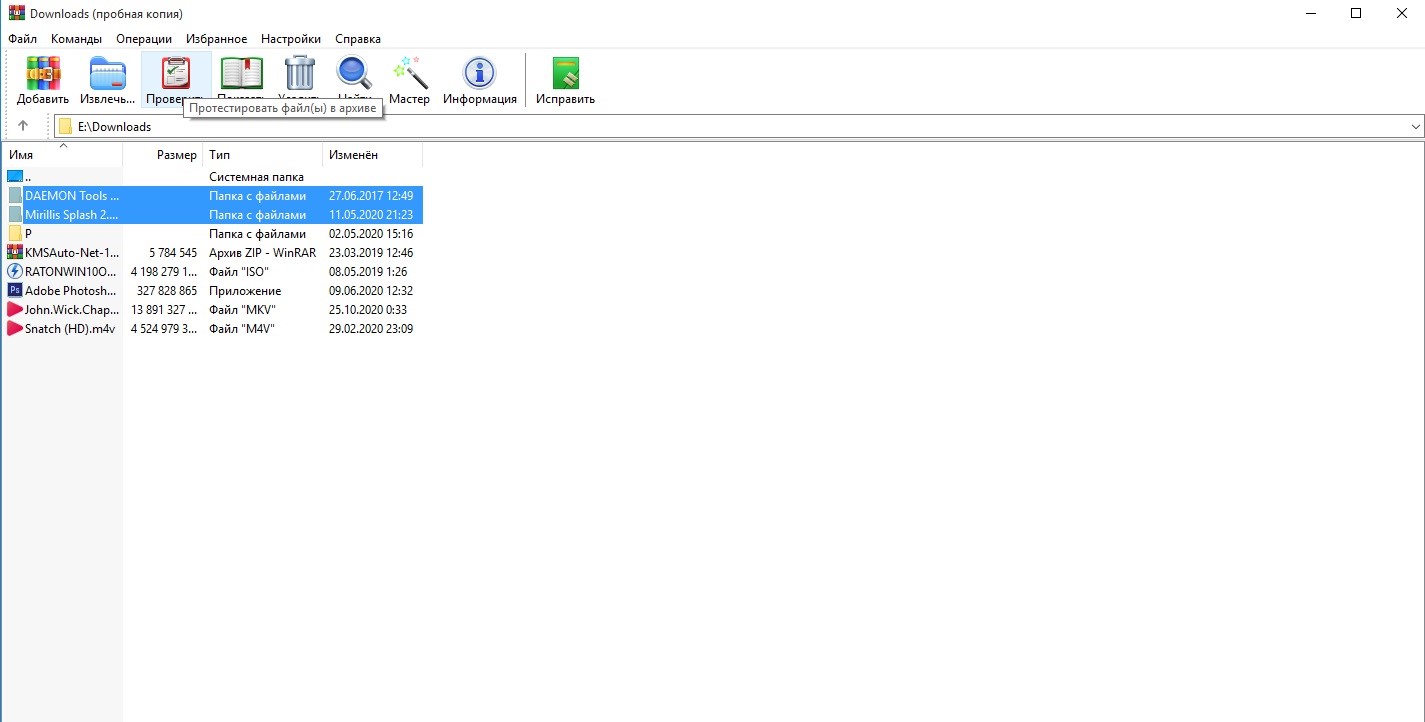 Downloads (пробная копия)
Файл Команды Операции Избранное Настройки Справка
Добавить Извлечь... Мастер Информация Исправить
Протестировать файл(ы) в архиве
E:\Downloads
Имя Размер Тип Изменён
.. Системная папка
DAEMON Tools ... Папка с файлами 27.06.2017 12:49
Mirillis Splash 2.... Папка с файлами 11.05.2020 21:23
P Папка с файлами 02.05.2020 15:16
KMSAuto-Net-1... 5 784 545 Архив ZIP - WinRAR 23.03.2019 12:46
RATONWIN10O... 4 198 279 1... Файл "ISO" 08.05.2019 1:26
Adobe Photosh... 327 828 865 Приложение 09.06.2020 12:32
John.Wick.Chap... 13 891 327 ... Файл "MKV" 25.10.2020 0:33
Snatch (HD).m4v 4 524 979 3... Файл "M4V" 29.02.2020 23:09